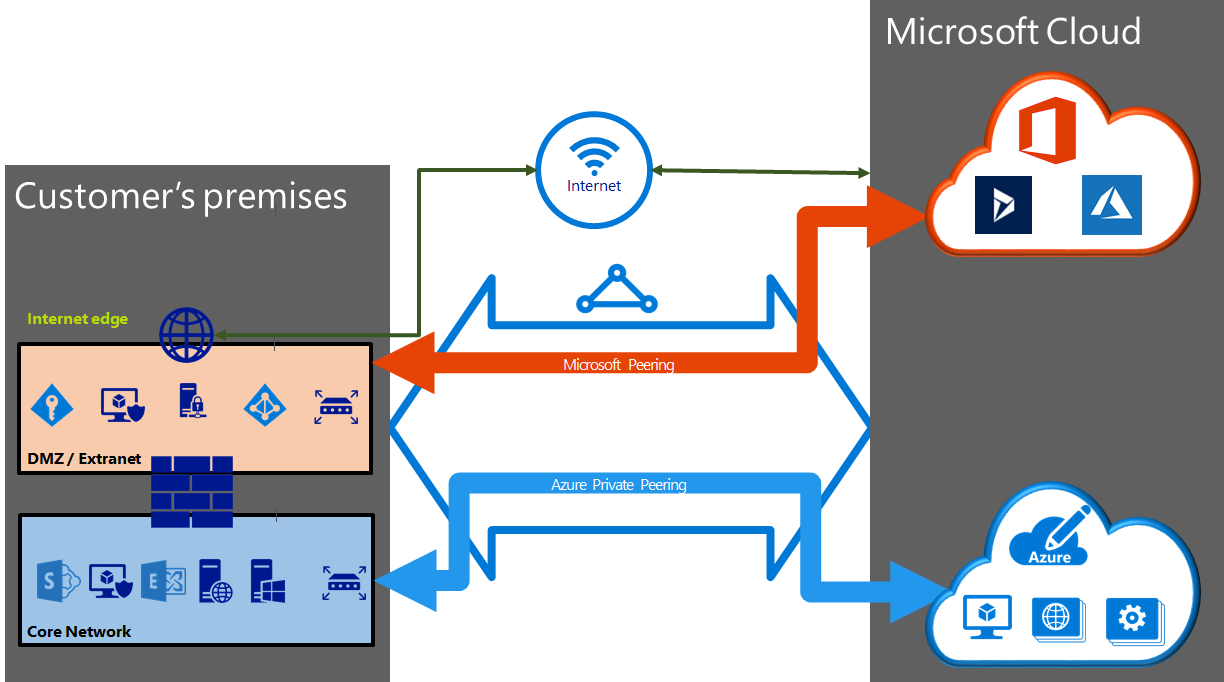 Microsoft Cloud
Internet
Customer's premises
Internet edge
Microsoft Peering
DMZ / Extranet
Azure Private Peering
Azure
S
E
Core Network